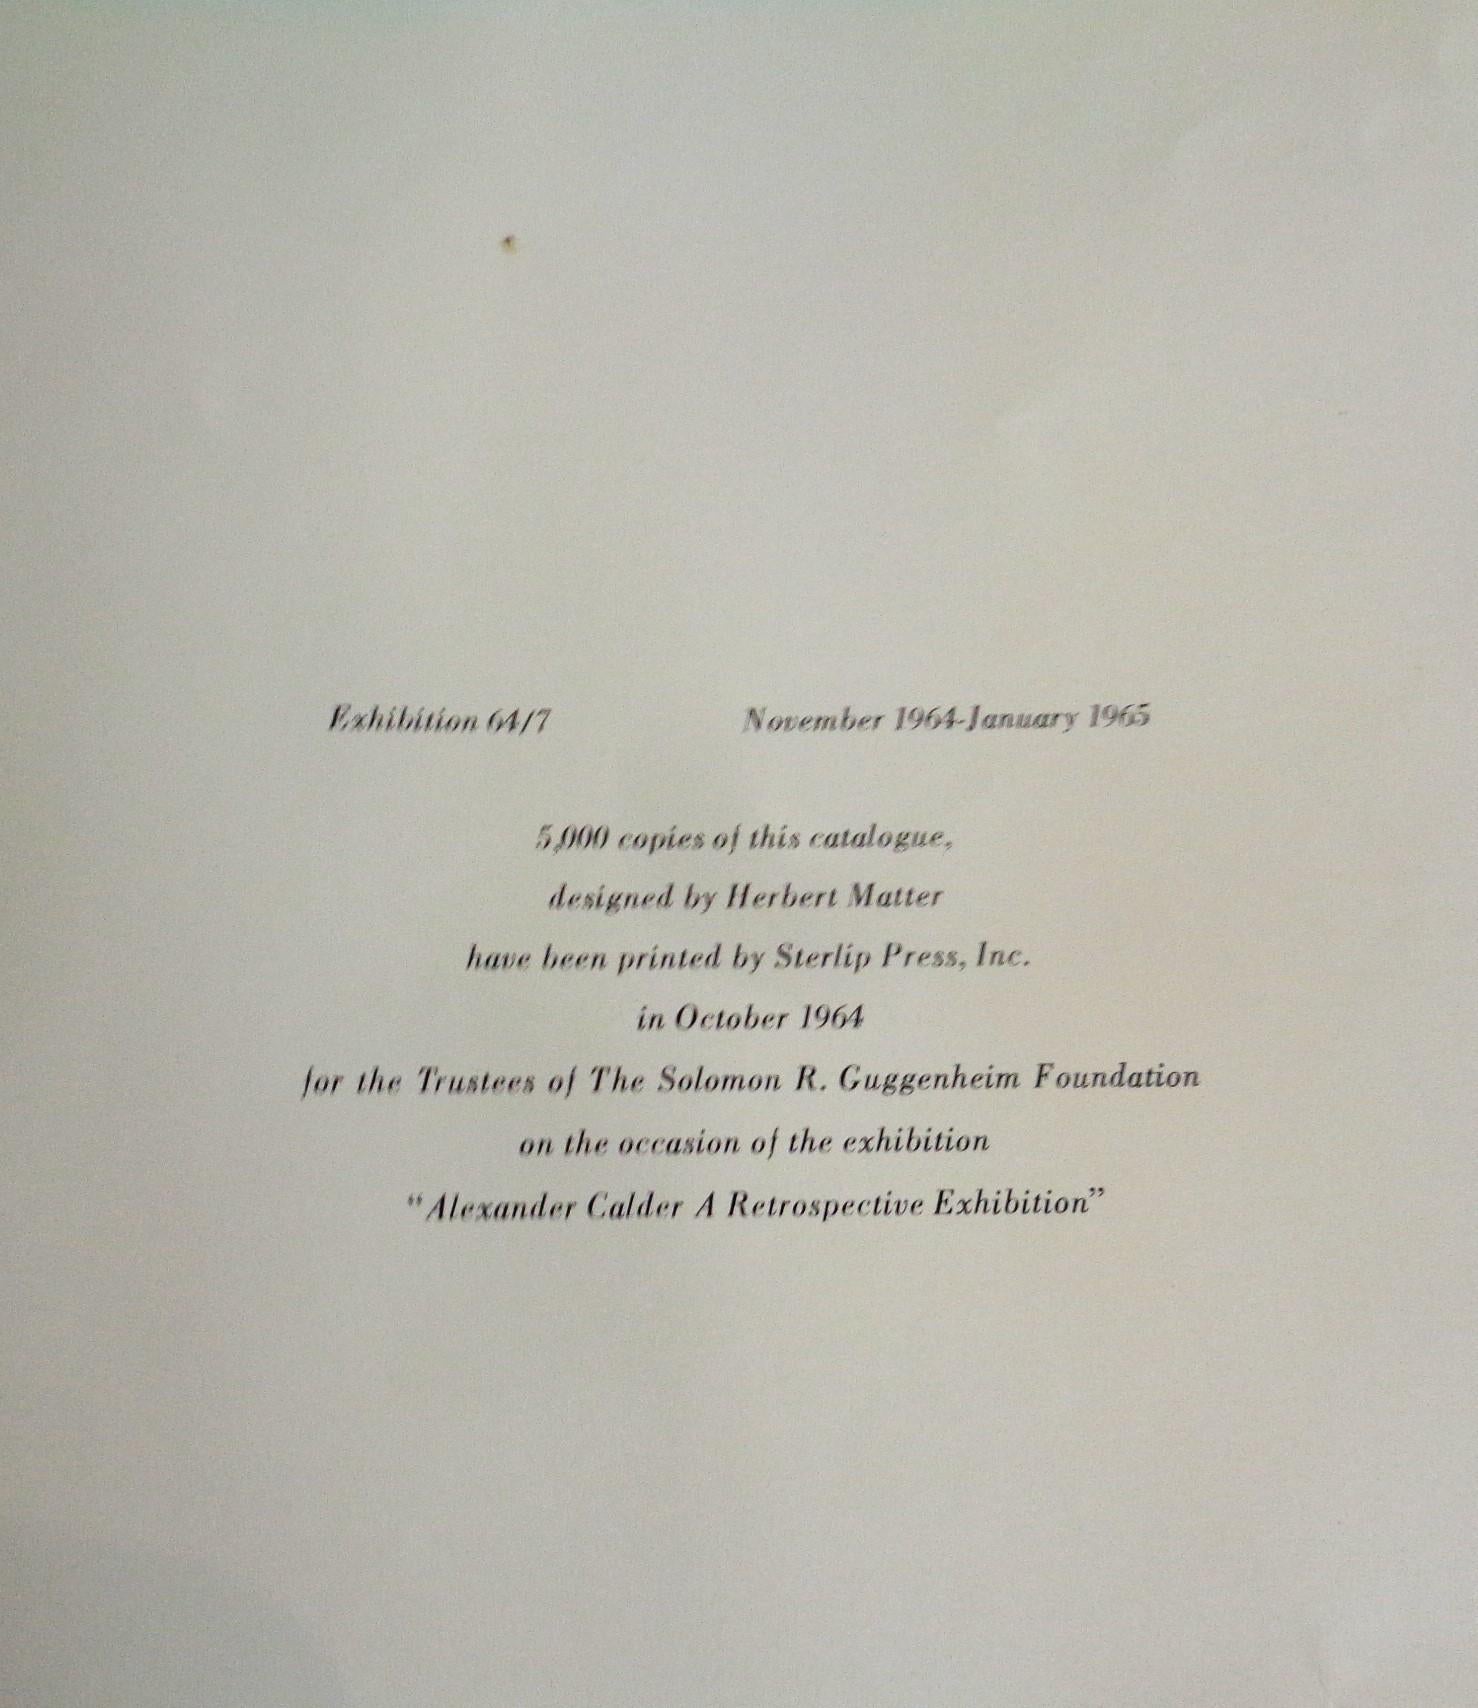 Exhibition 64/7 November 1964-January 1965
5,000 copies of this catalogue,
designed by Herbert Matter
have been printed by Sterlip Press, Inc.
in October 1964
for the Trustees of The Solomon R. Guggenheim Foundation
on the occasion of the exhibition
“Alexander Calder A Retrospective Exhibition”